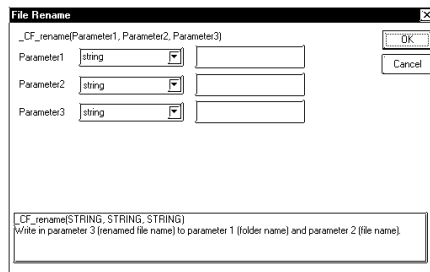 File Rename
_CF_rename(Parameter1, Parameter2, Parameter3)
OK
Parameter1 string
Cancel
Parameter2 string
Parameter3 string
_CF_rename(STRING, STRING, STRING)
Write in parameter 3 (renamed file name) to parameter 1 (folder name) and parameter 2 (file name).